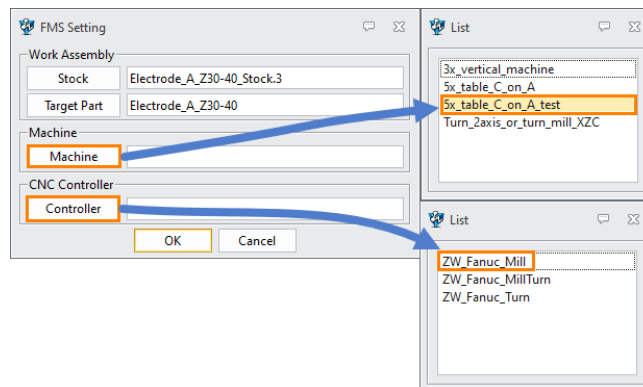 FMS Setting
Work Assembly
Stock Electrode_A_Z30-40_Stock.3
Target Part Electrode_A_Z30-40
Machine
Machine
CNC Controller
Controller
OK Cancel
List
3x_vertical_machine
5x_table_C_on_A
5x_table_C_on_A_test
Turn_2axis_or_turn_mill_XZC
List
ZW_Fanuc_Mill
ZW_Fanuc_MillTurn
ZW_Fanuc_Turn